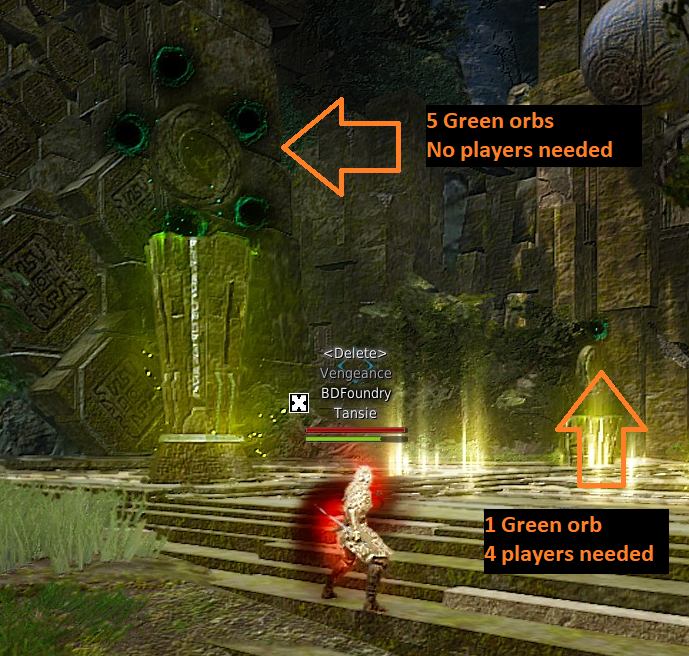 5 Green orbs
No players needed
<Delete>
Vengeance
BDFoundry
Tansie
1 Green orb
4 players needed